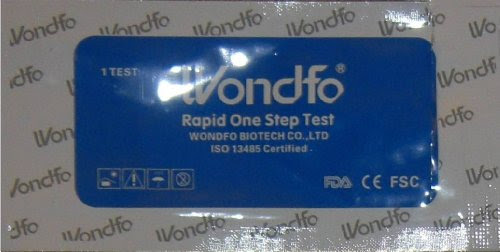 Wondfo Wondfo Wondfo
1 TEST
Wondfo®
Rapid One Step Test
WONDFO BIOTECH CO.,LTD
ISO 13485 Certified
FDA CE FSC
Wondfo Wondfo Wondfo Wondfo